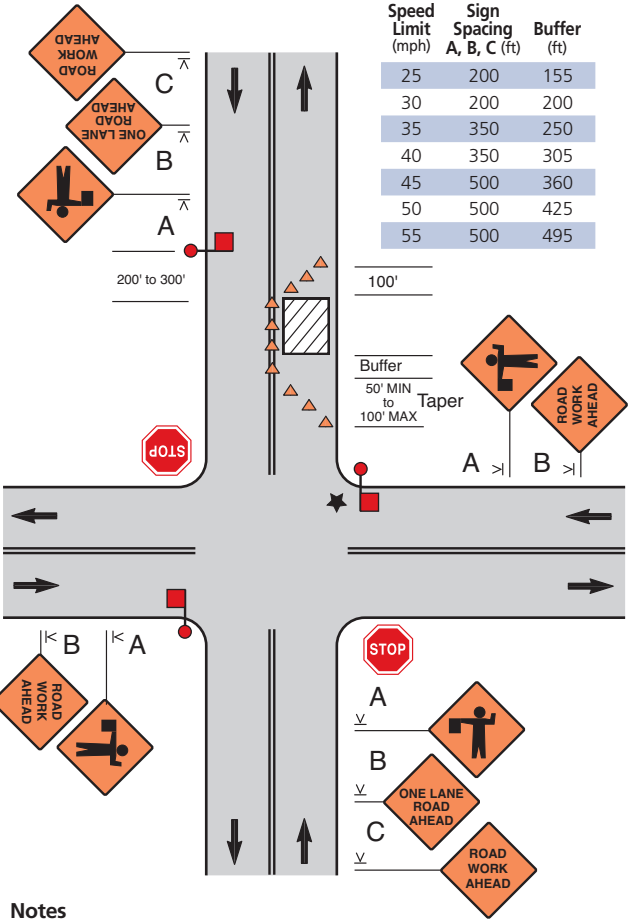 Speed Limit (mph) Sign Spacing A, B, C (ft) Buffer (ft)
25 200 155
30 200 200
35 350 250
40 350 305
45 500 360
50 500 425
55 500 495
ROAD
WORK
AHEAD
C
ONE LANE
ROAD
AHEAD
B
A
200' to 300'
100'
Buffer
50' MIN
to
100' MAX
Taper
ROAD
WORK
AHEAD
A
B
STOP
B
A
ROAD
WORK
AHEAD
STOP
A
B
ONE LANE
ROAD
AHEAD
C
ROAD
WORK
AHEAD
Notes